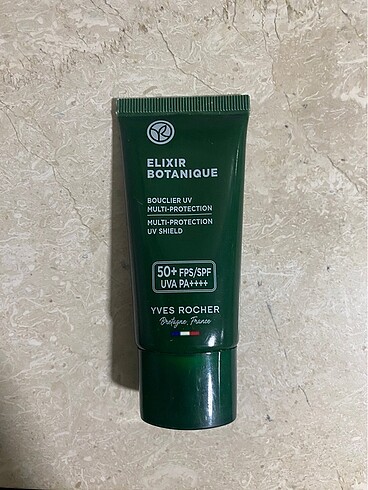 YR
ELIXIR
BOTANIQUE
BOUCLIER UV
MULTI-PROTECTION
MULTI-PROTECTION
UV SHIELD
50+ FPS/SPF
UVA PA++++
YVES ROCHER
Bretagne, France